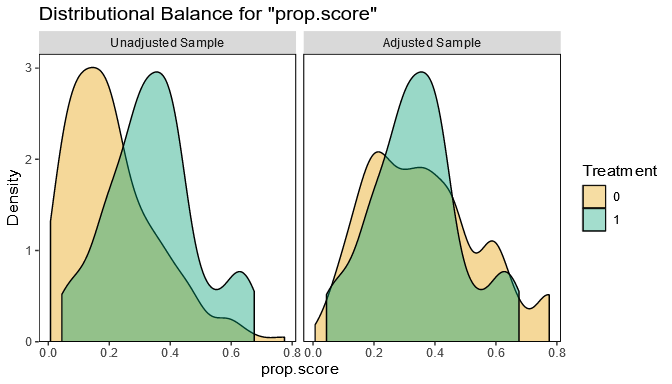 Distributional Balance for "prop.score"
Unadjusted Sample
Adjusted Sample
Density
3
2
1
0
0.0 0.2 0.4 0.6 0.8
0.0 0.2 0.4 0.6 0.8
prop.score
Treatment
0
1